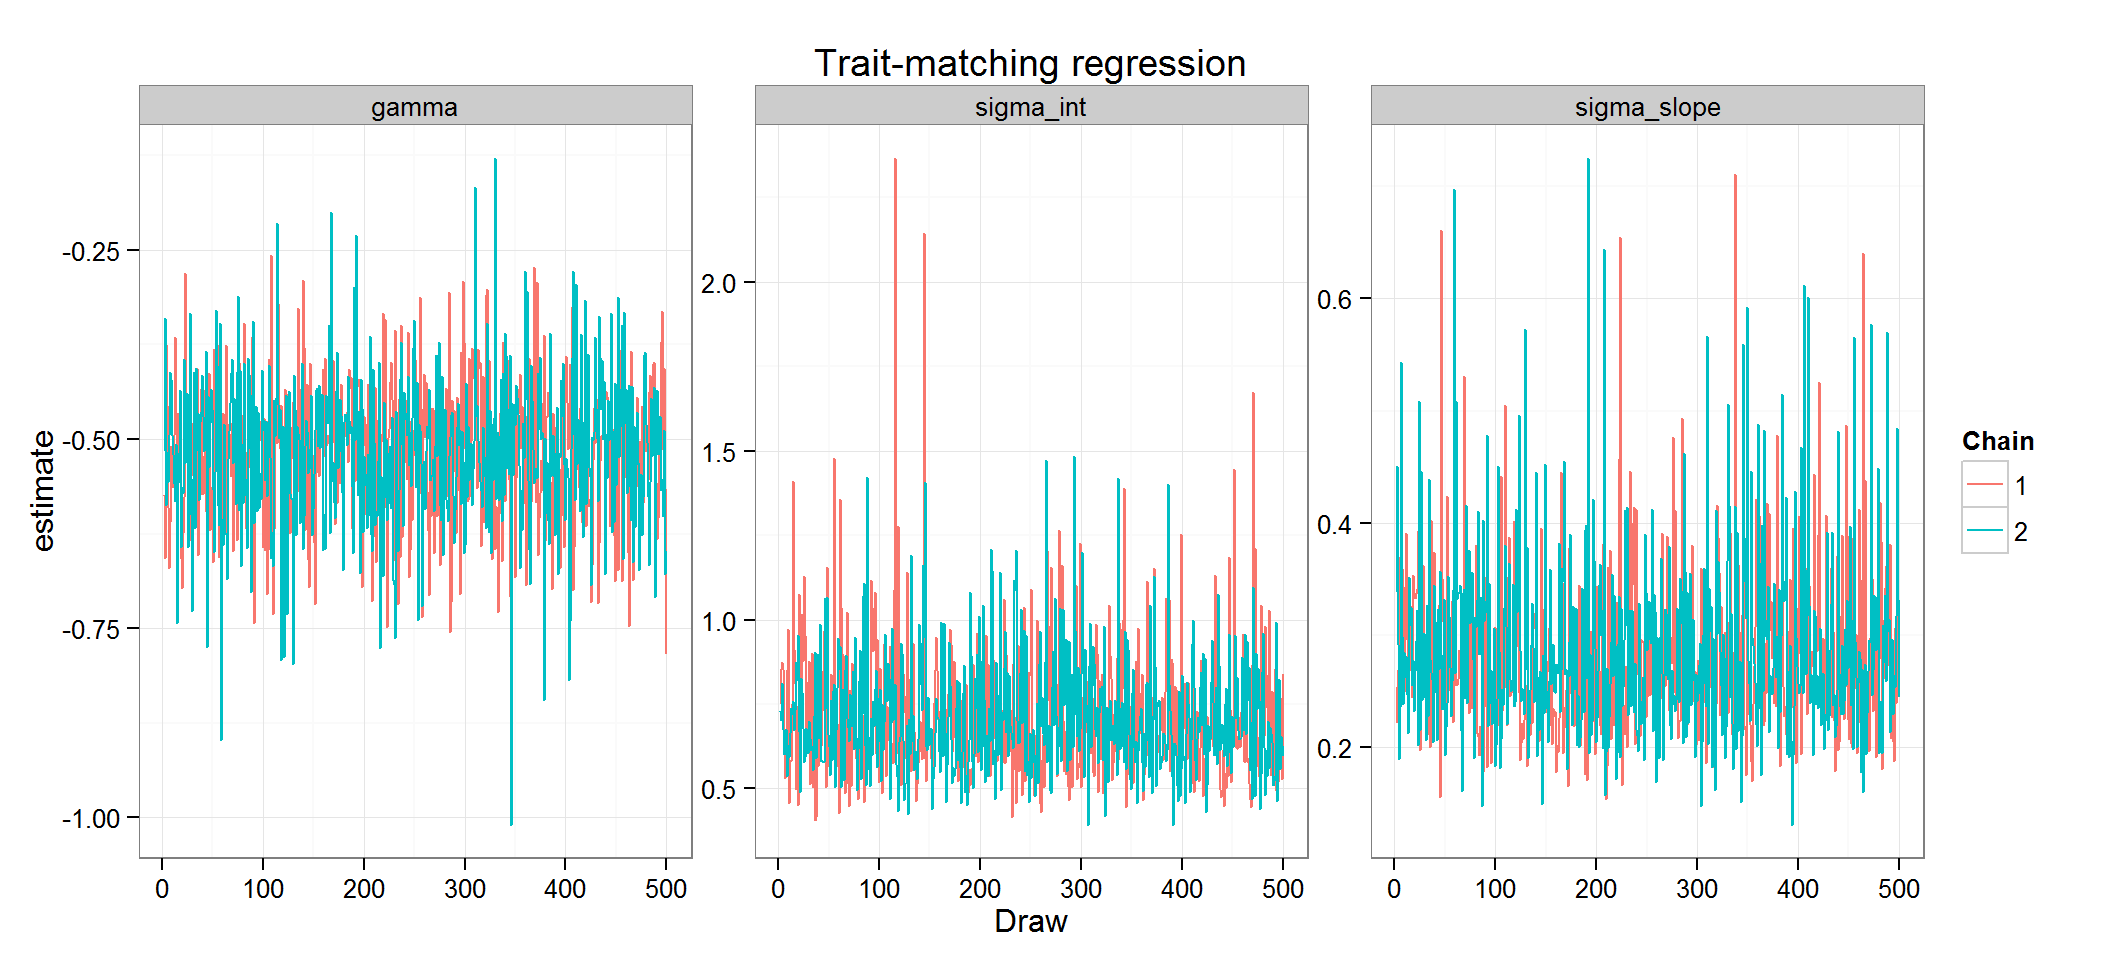 Trait-matching regression
gamma
sigma_int
sigma_slope
estimate
-0.25
-0.50
-0.75
-1.00
0 100 200 300 400 500
2.0
1.5
1.0
0.5
0 100 200 300 400 500
0.6
0.4
0.2
0 100 200 300 400 500
Draw
Chain
1
2